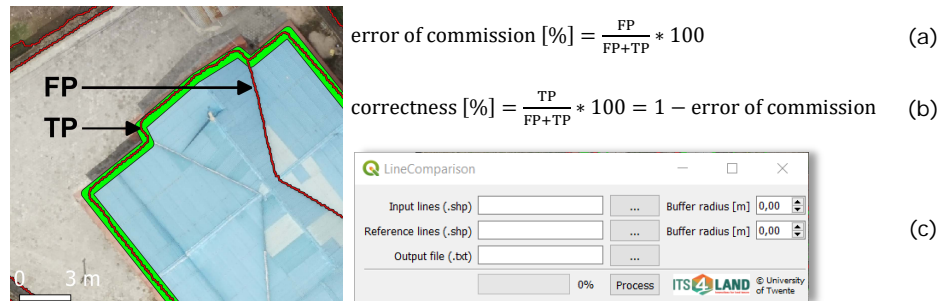 FP
TP
0 3 m
error of commission [%] = FP / FP+TP * 100 (a)
correctness [%] = TP / FP+TP * 100 = 1 − error of commission (b)
LineComparison
Input lines (.shp) ... Buffer radius [m] 0,00
Reference lines (.shp) ... Buffer radius [m] 0,00
(c)
Output file (.txt) ...
0% Process ITS4LAND © University of Twente